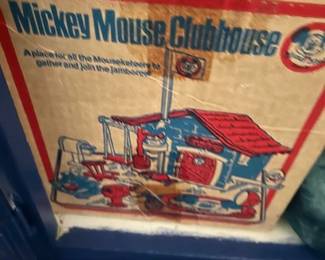 Mickey Mouse Clubhouse
A place for all the Mouseketeers to
gather and join the jamboree!